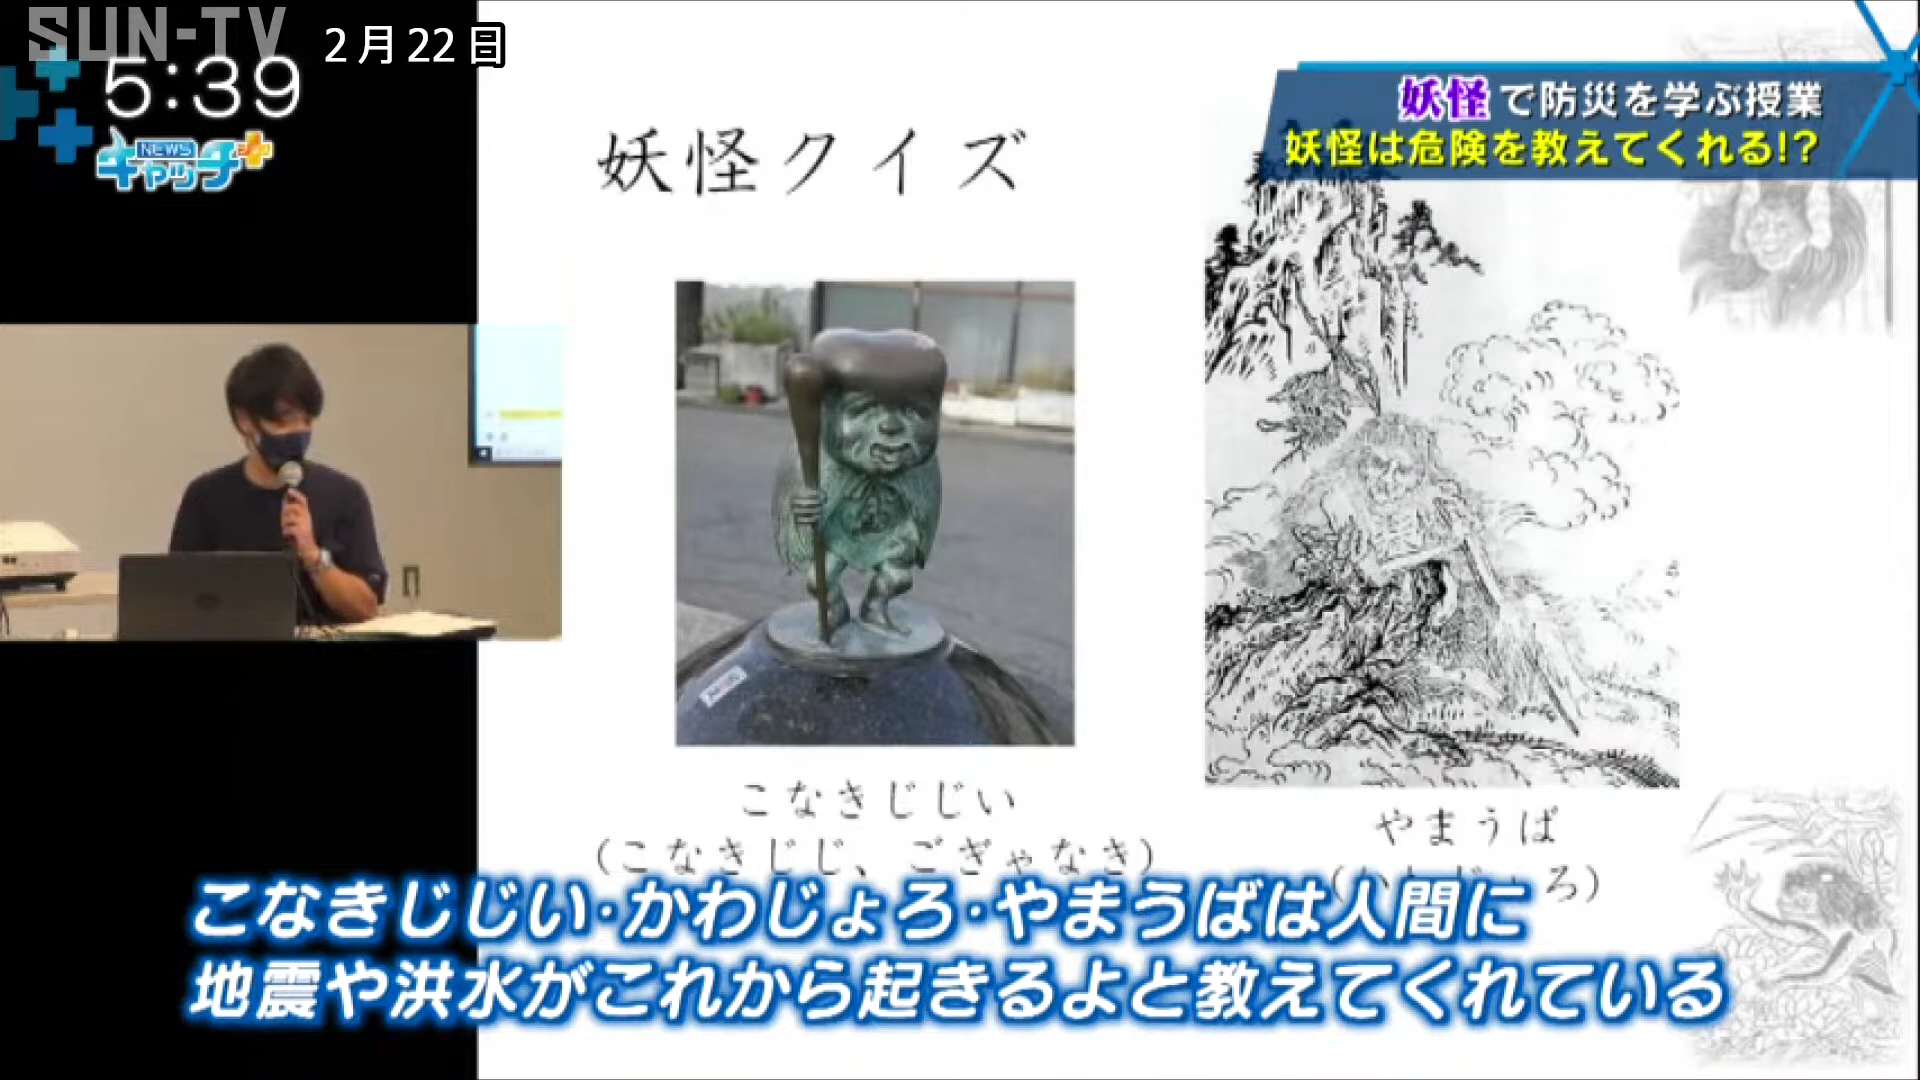 SUN-TV
2月22日
5:39
NEWS
キャッチ+
妖怪で防災を学ぶ授業
妖怪は危険を教えてくれる!?
妖怪クイズ
こなきじじい
(こなきじじ、ごぎゃなき)
やまうば
こなきじじい・かわじょろ・やまうばは人間に
地震や洪水がこれから起きるよと教えてくれている